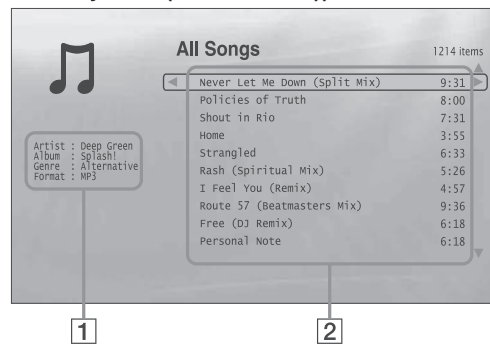 All Songs
1214 items
Never Let Me Down (Split Mix) 9:31
Policies of Truth 8:00
Shout in Rio 7:31
Home 3:55
Strangled 6:33
Rash (Spiritual Mix) 5:26
I Feel You (Remix) 4:57
Route 57 (Beatmasters Mix) 9:36
Free (DJ Remix) 6:18
Personal Note 6:18
Artist : Deep Green
Album : Splash!
Genre : Alternative
Format : MP3
1
2